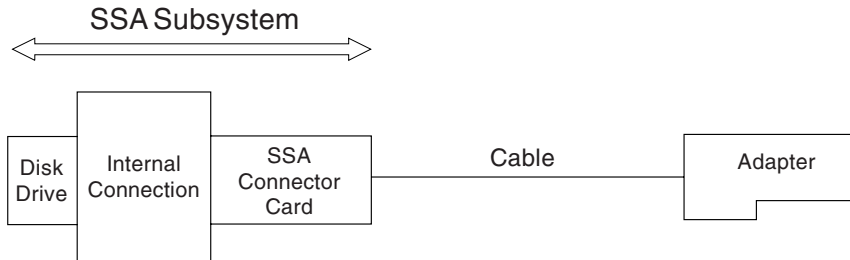 SSA Subsystem
Disk
Drive
Internal
Connection
SSA
Connector
Card
Cable
Adapter